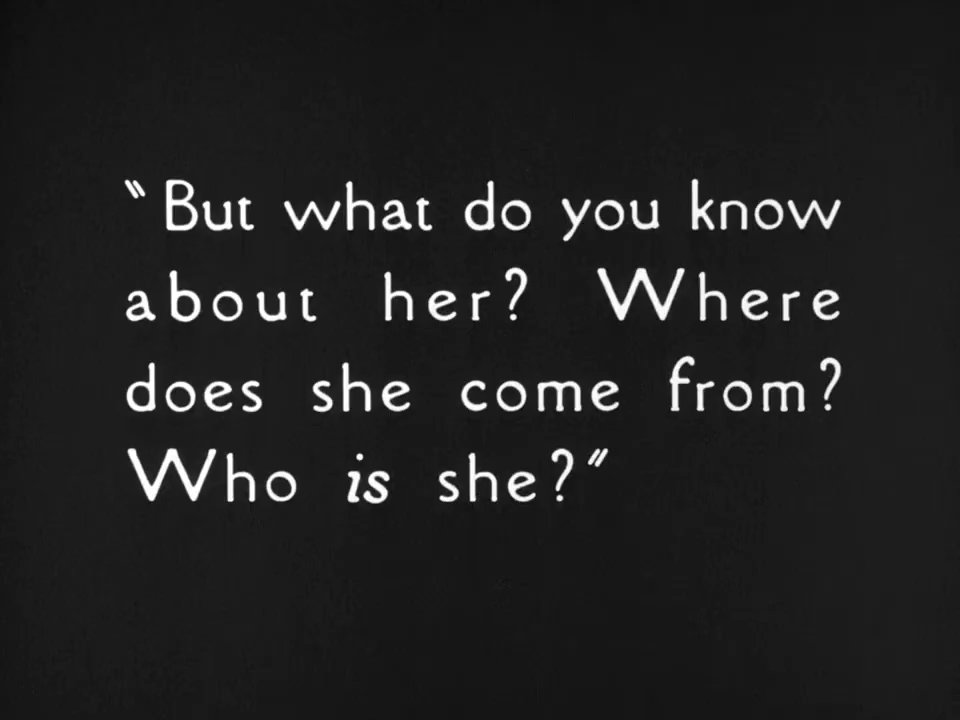 “But what do you know
about her? Where
does she come from?
Who is she?”